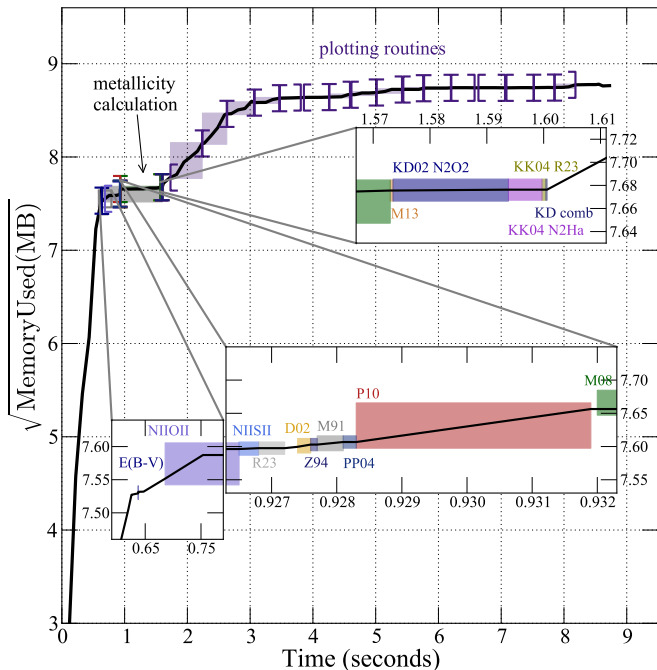 9
8
7
6
5
4
3
√Memory Used(MB)
plotting routines
metallicity
calculation
1.57 1.58 1.59 1.60 1.61
7.72
7.70
7.68
7.66
7.64
KD02 N2O2
KK04 R23
M13
KD comb
KK04 N2Ha
M08
7.70
7.65
7.60
7.55
P10
NIISII
D02
M91
R23
Z94
PP04
0.927 0.928 0.929 0.930 0.931 0.932
NIIOII
E(B-V)
7.60
7.50
0.65 0.75
0 1 2 3 4 5 6 7 8 9
Time (seconds)